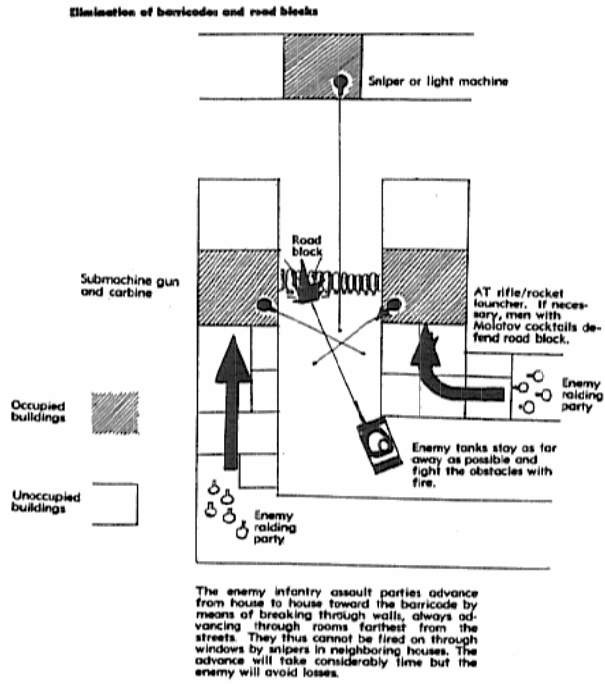 Elimination of barricades and road blocks
Sniper or light machine
Road
block
Submachine gun
and carbine
AT rifle/rocket
launcher. If neces-
sary, men with
Molotov cocktails de-
fend road block.
Enemy
raiding
party
Occupied
buildings
Enemy tanks stay as far
away as possible and
fight the obstacles with
fire.
Unoccupied
buildings
Enemy
raiding
party
The enemy infantry assault parties advance
from house to house toward the barricade by
means of breaking through walls, always ad-
vancing through rooms farthest from the
streets. They thus cannot be fired on through
windows by snipers in neighboring houses. The
advance will take considerably time but the
enemy will avoid losses.